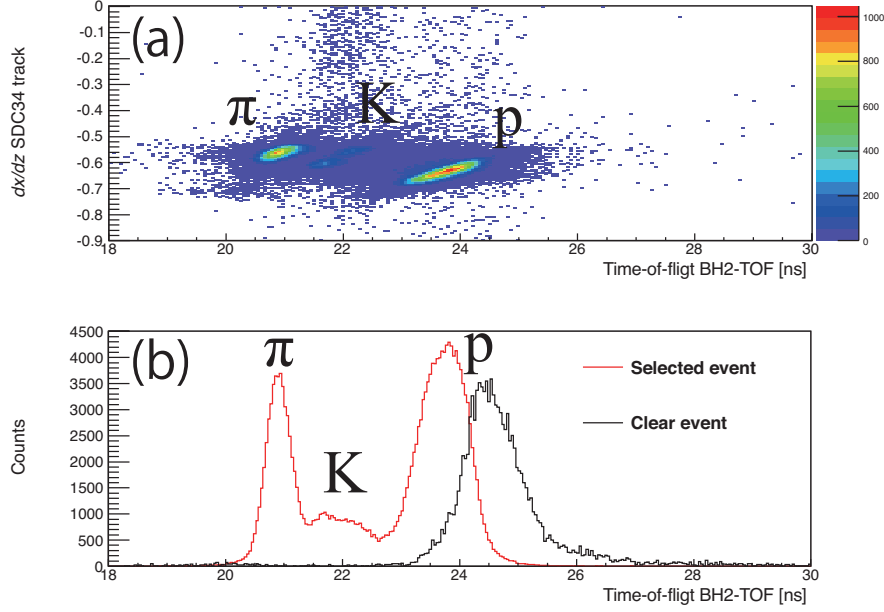 (a)
π
K
p
dx/dz SDC34 track
0
-0.1
-0.2
-0.3
-0.4
-0.5
-0.6
-0.7
-0.8
-0.9
18 20 22 24 26 28 30
Time-of-fligt BH2-TOF [ns]
1000
800
600
400
200
0
(b)
π
K
p
Counts
4500
4000
3500
3000
2500
2000
1500
1000
500
0
Selected event
Clear event
18 20 22 24 26 28 30
Time-of-fligt BH2-TOF [ns]